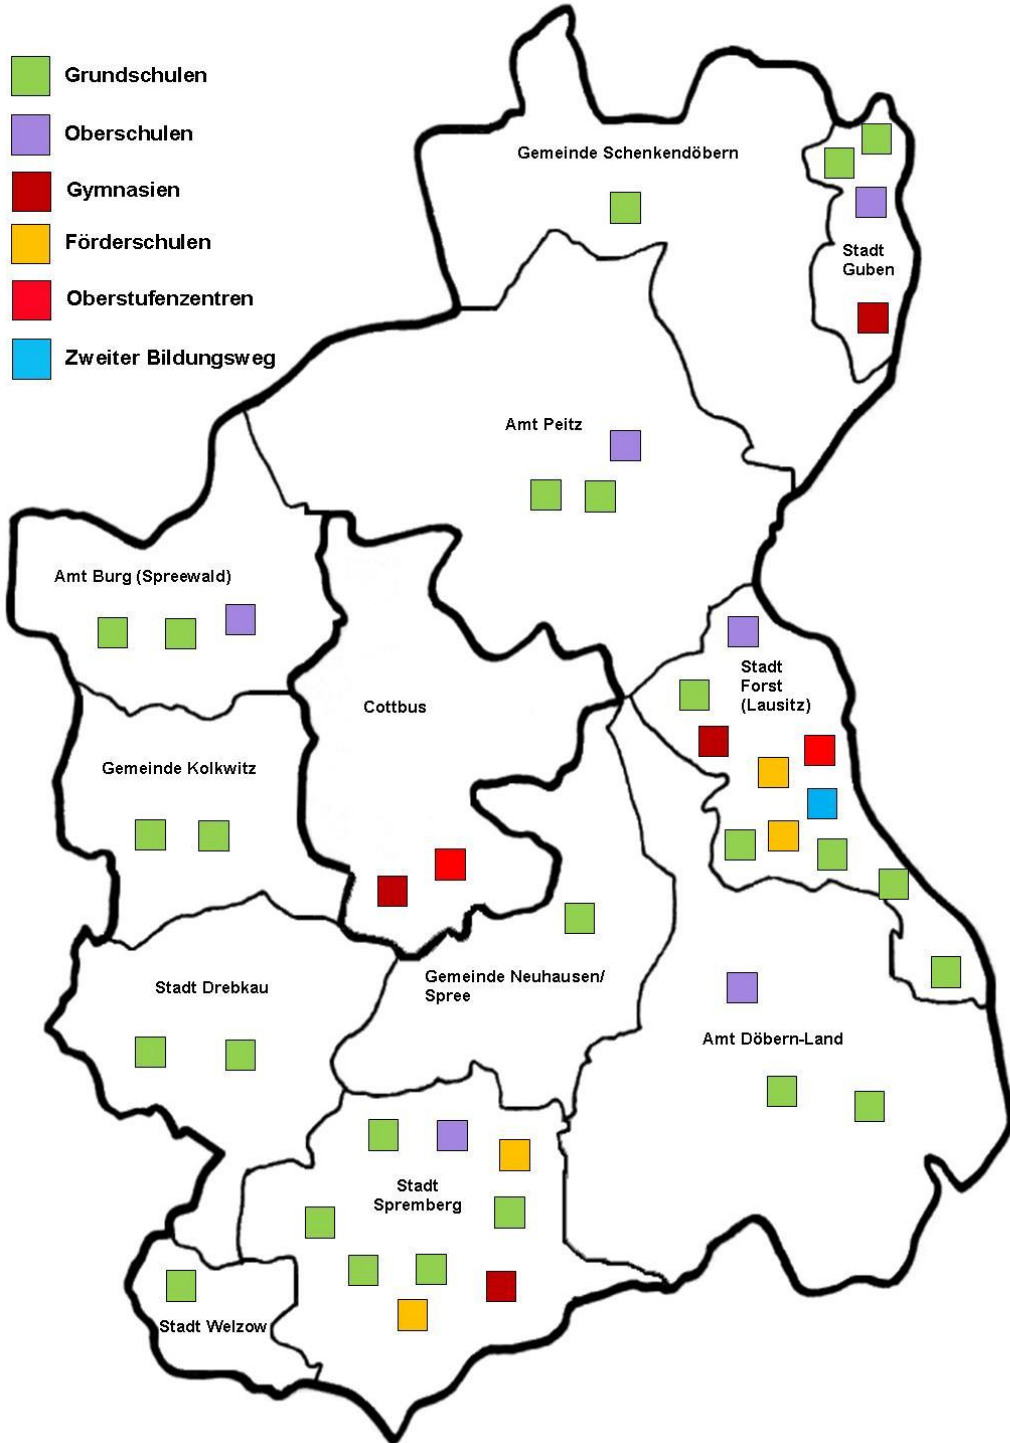 Grundschulen
Oberschulen
Gymnasien
Förderschulen
Oberstufenzentren
Zweiter Bildungsweg
Gemeinde Schenkendöbern
Stadt
Guben
Amt Peitz
Amt Burg (Spreewald)
Stadt
Forst
(Lausitz)
Cottbus
Gemeinde Kolkwitz
Gemeinde Neuhausen/
Spree
Stadt Drebkau
Amt Döbern-Land
Stadt
Spremberg
Stadt Welzow